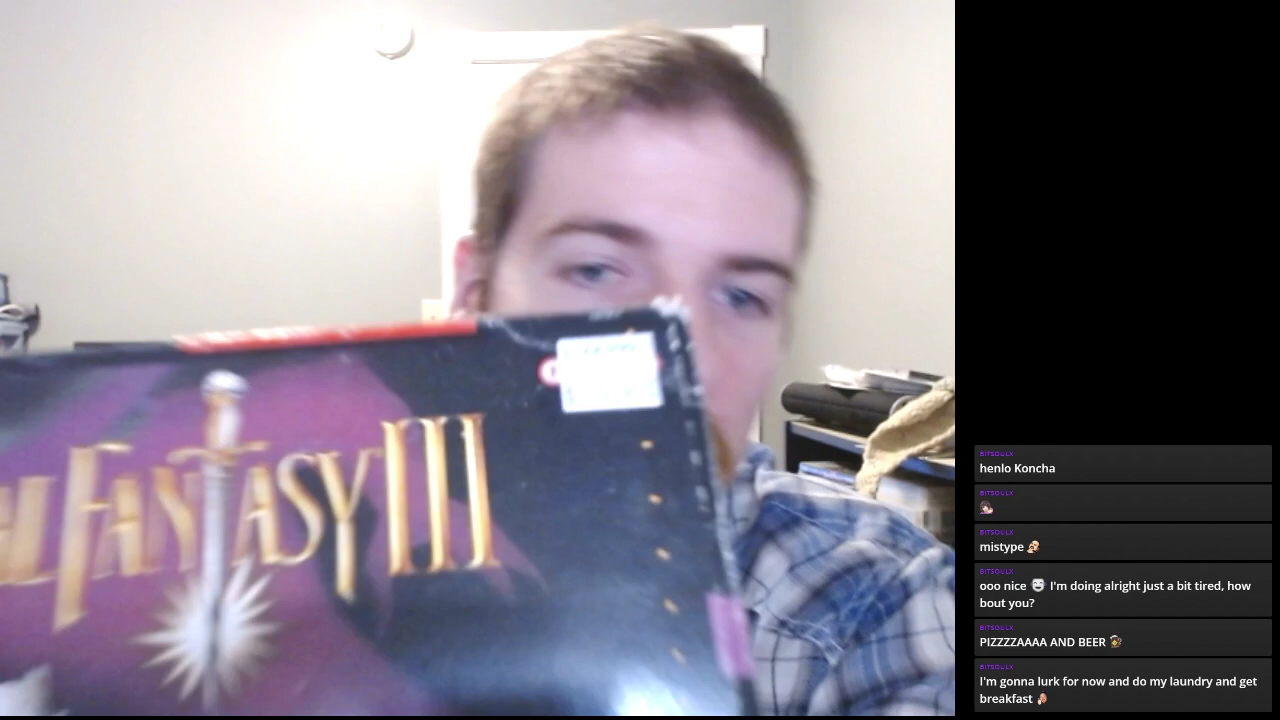 AL FANTASY III
BITSOULX
henlo Koncha
BITSOULX
BITSOULX
mistype
BITSOULX
ooo nice I'm doing alright just a bit tired, how
bout you?
BITSOULX
PIZZZZAAAA AND BEER
BITSOULX
I'm gonna lurk for now and do my laundry and get
breakfast